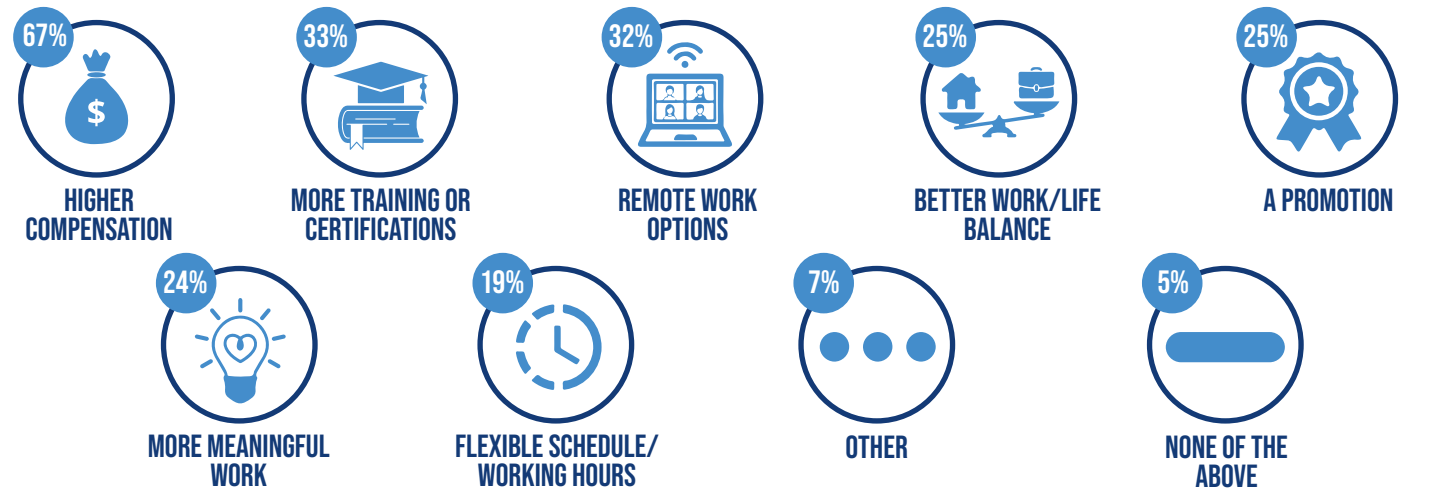 67%
$
HIGHER
COMPENSATION
33%
MORE TRAINING OR
CERTIFICATIONS
32%
REMOTE WORK
OPTIONS
25%
BETTER WORK/LIFE
BALANCE
25%
A PROMOTION
24%
MORE MEANINGFUL
WORK
19%
FLEXIBLE SCHEDULE/
WORKING HOURS
7%
OTHER
5%
NONE OF THE
ABOVE